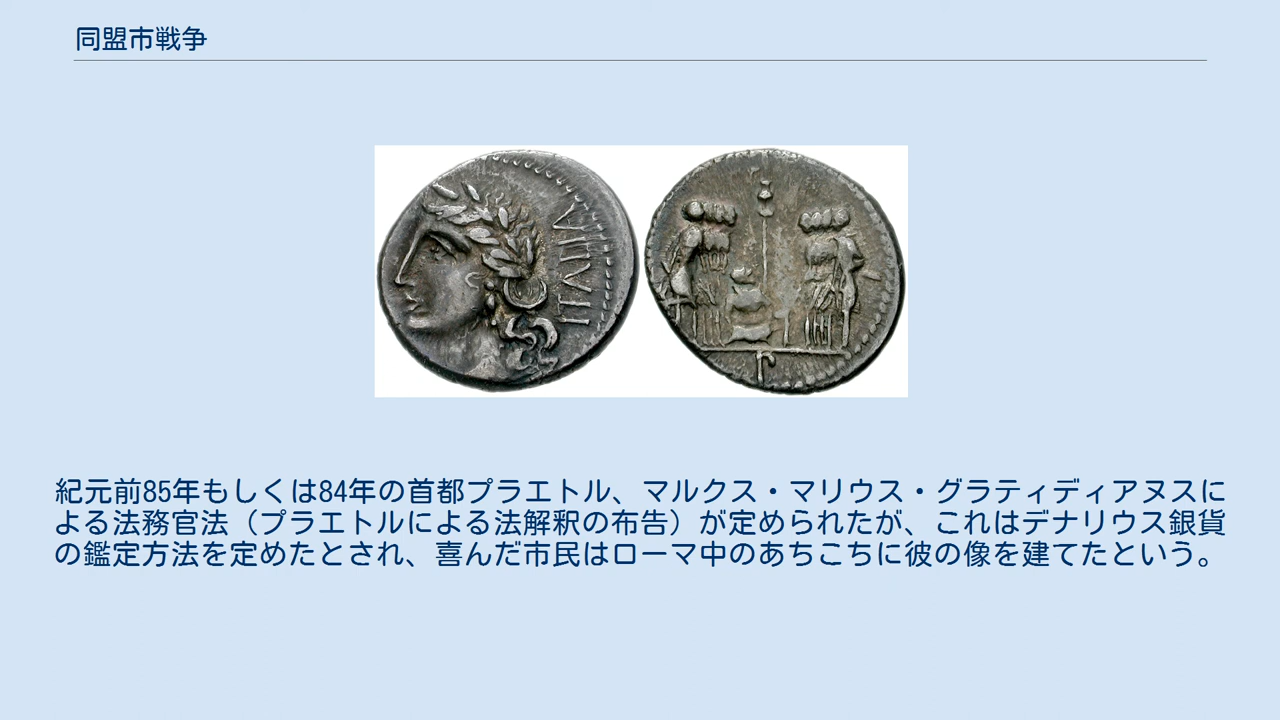 同盟市戦争
ITALIA
紀元前85年もしくは84年の首都プラエトル、マルクス・マリウス・グラティディアヌスに
よる法務官法（プラエトルによる法解釈の布告）が定められたが、これはデナリウス銀貨
の鑑定方法を定めたとされ、喜んだ市民はローマ中のあちこちに彼の像を建てたという。